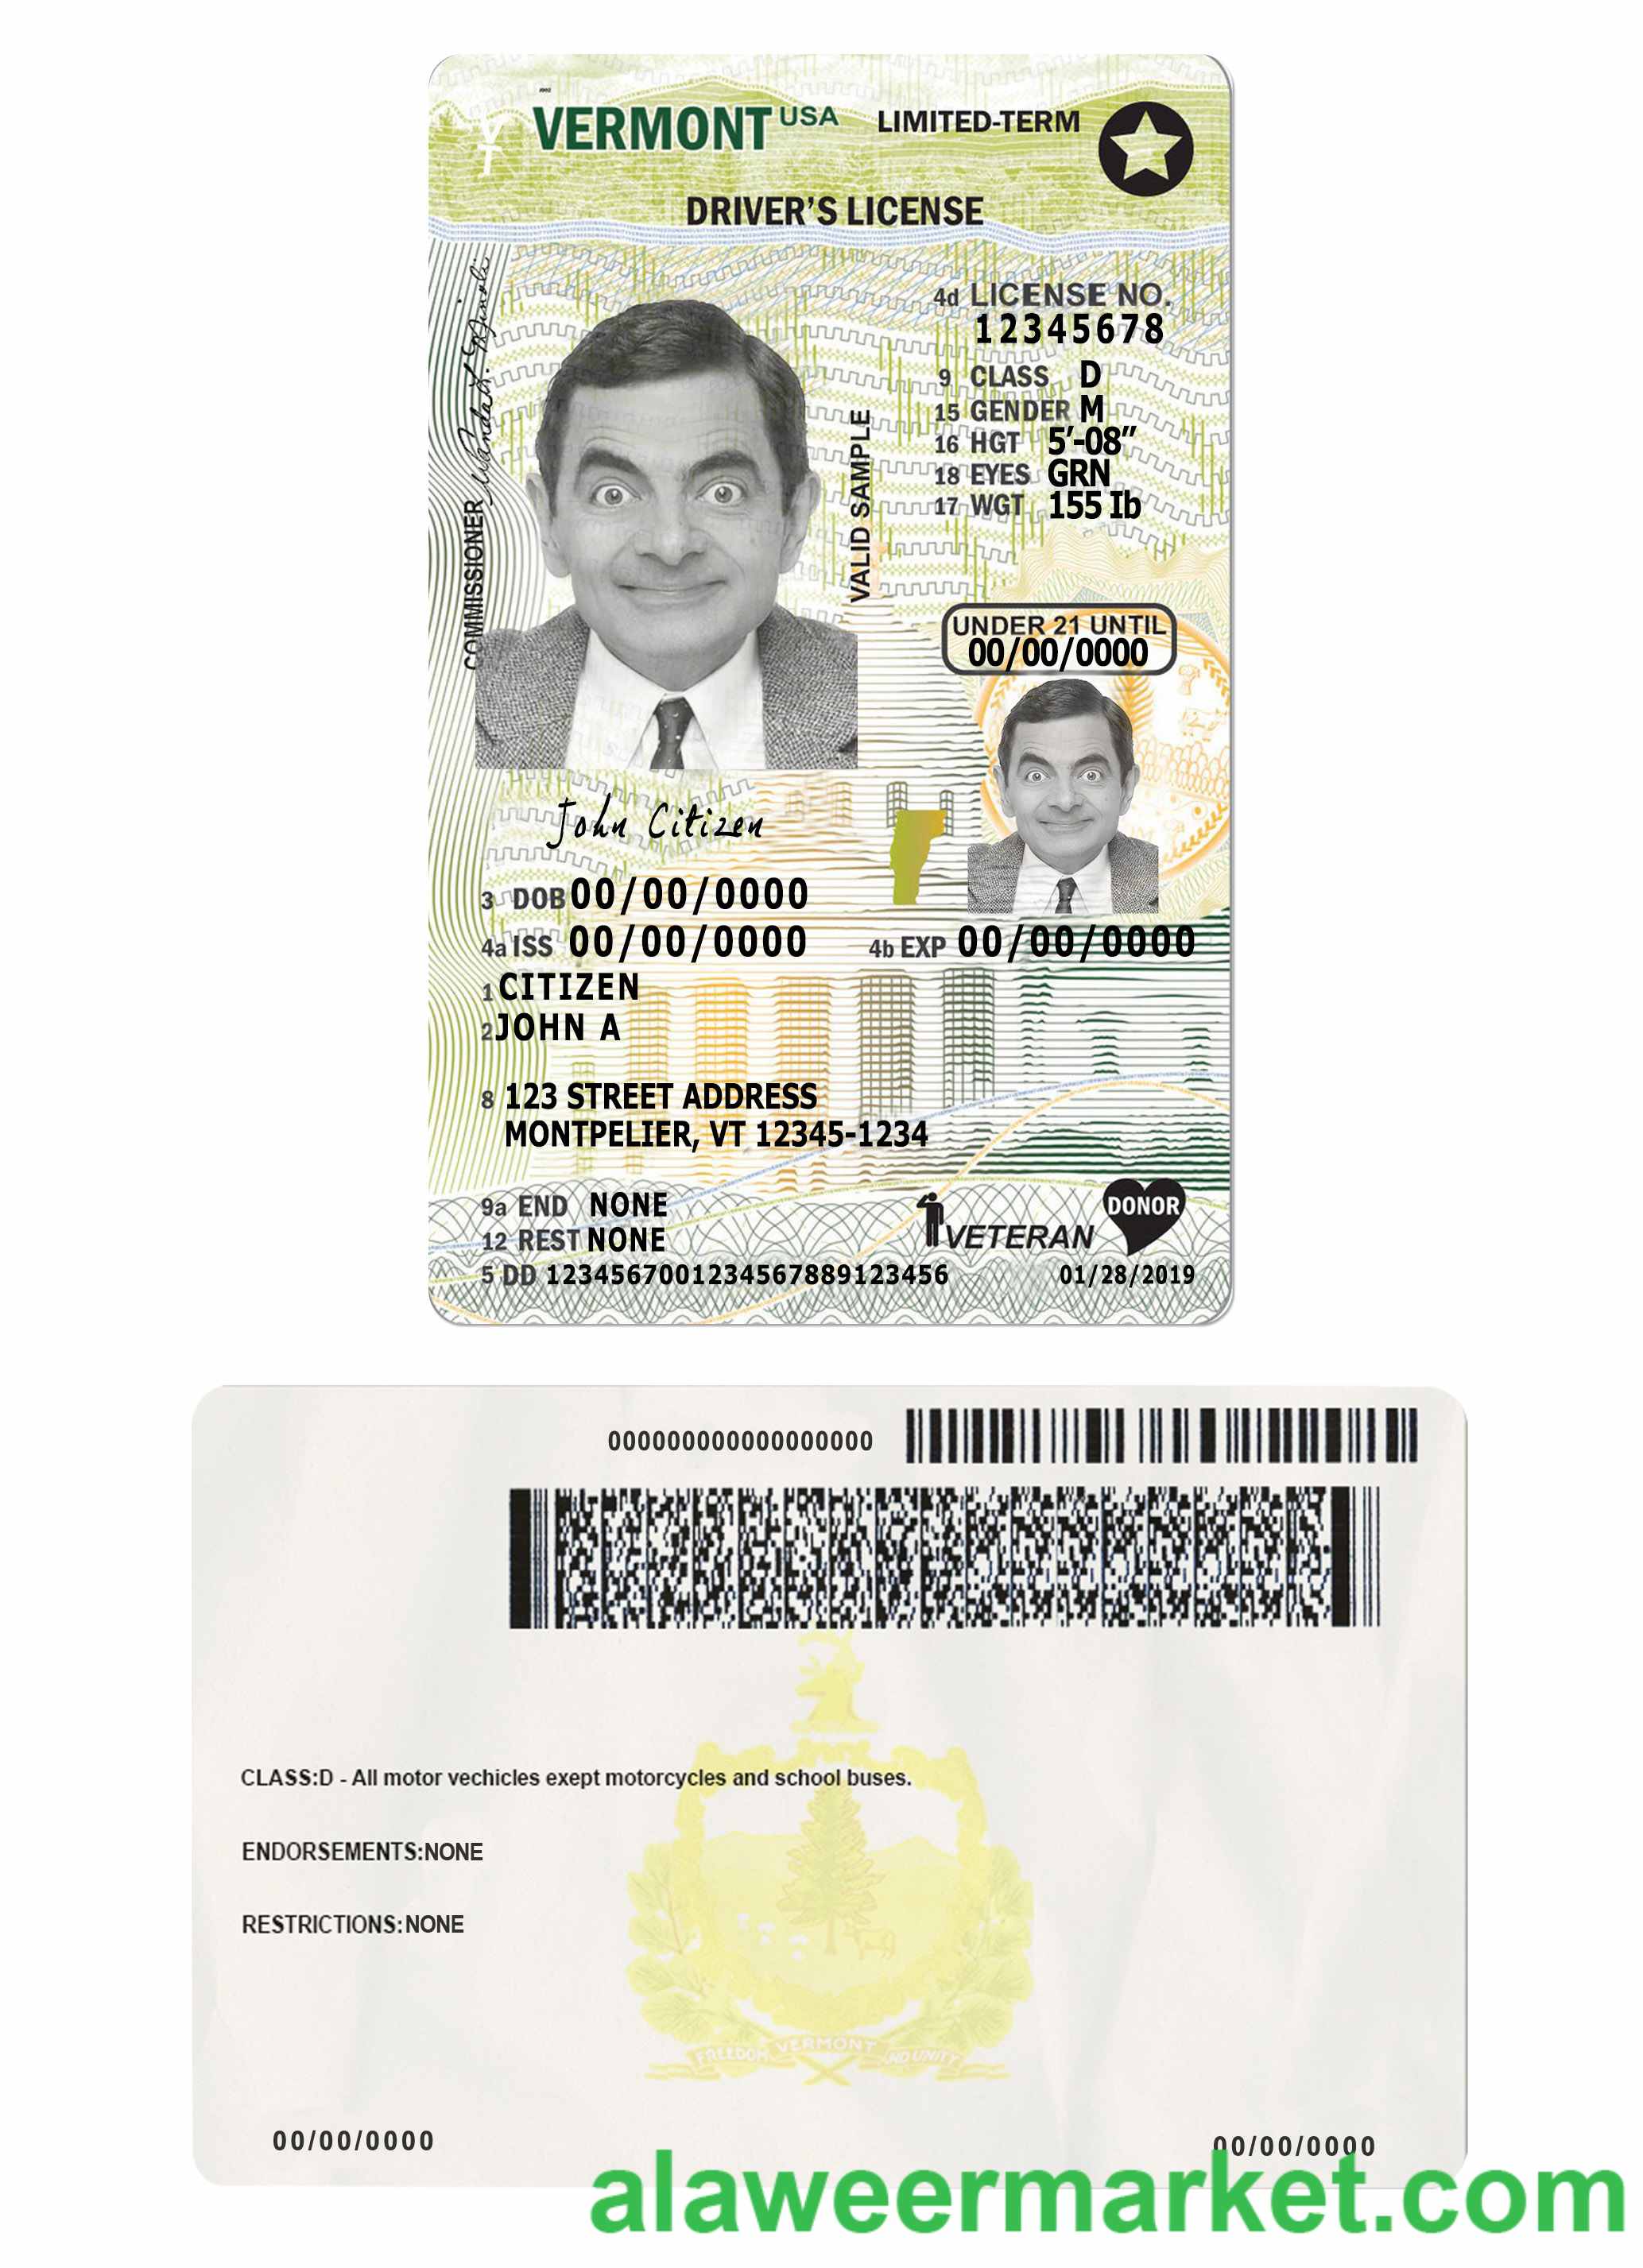 VERMONT USA LIMITED-TERM
VT
DRIVER'S LICENSE
4d LICENSE NO.
12345678
9 CLASS D
15 GENDER M
16 HGT 5'-08"
18 EYES GRN
17 WGT 155 Ib
COMMISSIONER
VALID SAMPLE
UNDER 21 UNTIL
00/00/0000
John Citizen
3 DOB 00/00/0000
4a ISS 00/00/0000 4b EXP 00/00/0000
1 CITIZEN
2 JOHN A
8 123 STREET ADDRESS
MONTPELIER, VT 12345-1234
9a END NONE
12 REST NONE
VETERAN
DONOR
5 DD 1234567001234567889123456 01/28/2019
000000000000000000
CLASS:D - All motor vechicles exept motorcycles and school buses.
ENDORSEMENTS:NONE
RESTRICTIONS:NONE
FREEDOM VERMONT AND UNITY
00/00/0000 00/00/0000
alaweermarket.com